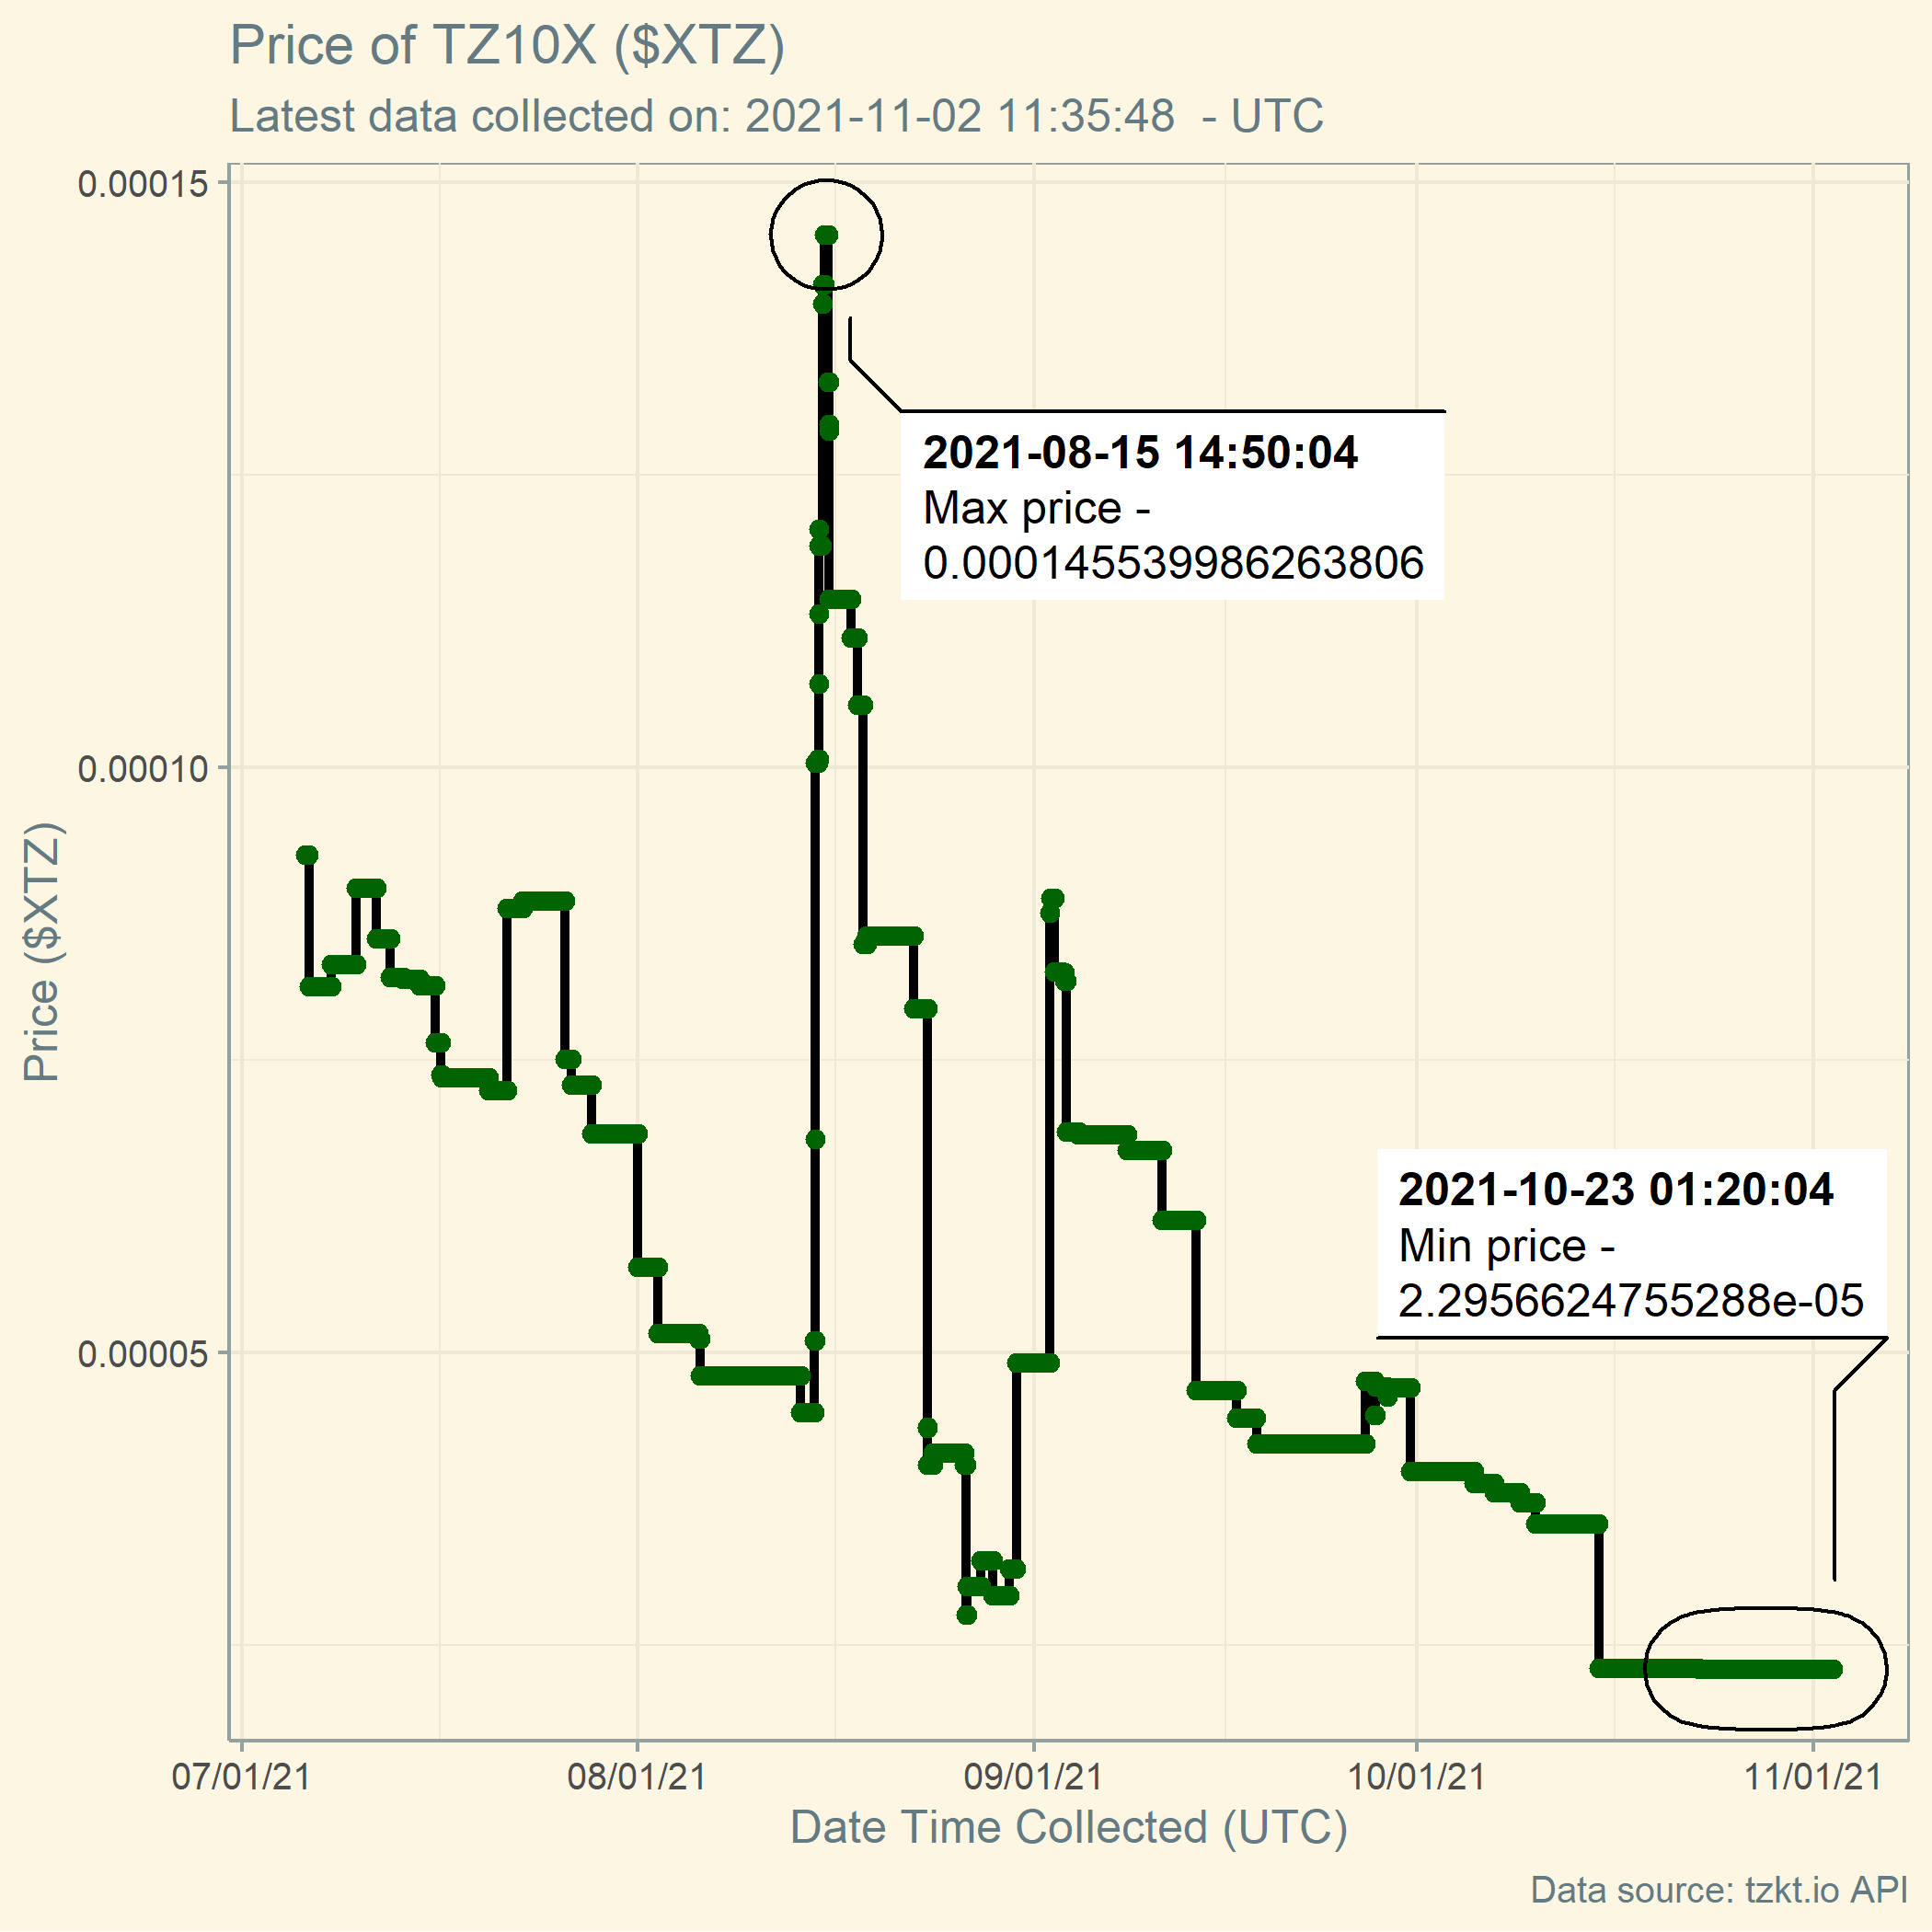 Price of TZ10X ($XTZ)
Latest data collected on: 2021-11-02 11:35:48  - UTC
0.00015
2021-08-15 14:50:04
Max price -
0.000145539986263806
0.00010
Price ($XTZ)
2021-10-23 01:20:04
Min price -
2.2956624755288e-05
0.00005
07/01/21 08/01/21 09/01/21 10/01/21 11/01/21
Date Time Collected (UTC)
Data source: tzkt.io API